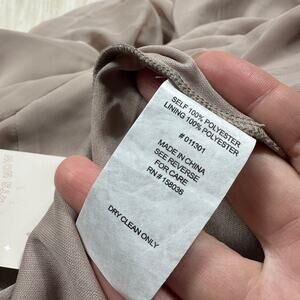 SELF 100% POLYESTER
LINING 100% POLYESTER
# 011301
MADE IN CHINA
SEE REVERSE
FOR CARE
RN# 158036
DRY CLEAN ONLY